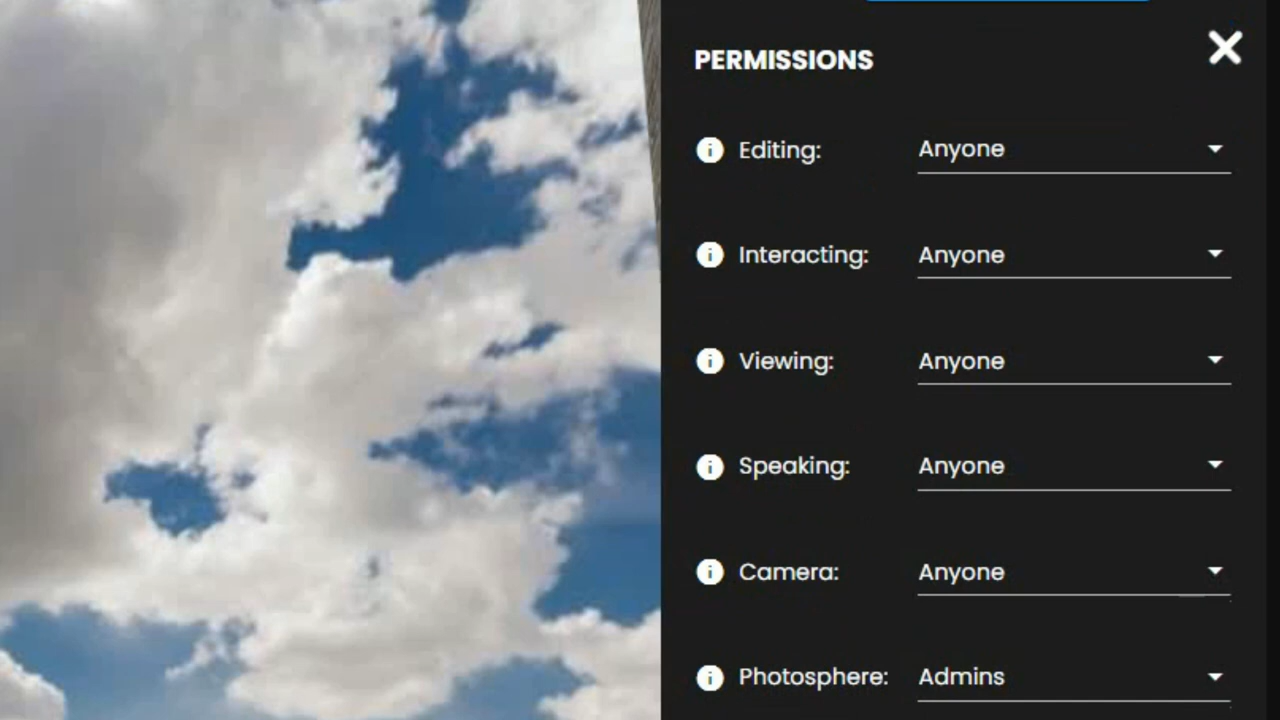 PERMISSIONS
Editing: Anyone
Interacting: Anyone
Viewing: Anyone
Speaking: Anyone
Camera: Anyone
Photosphere: Admins